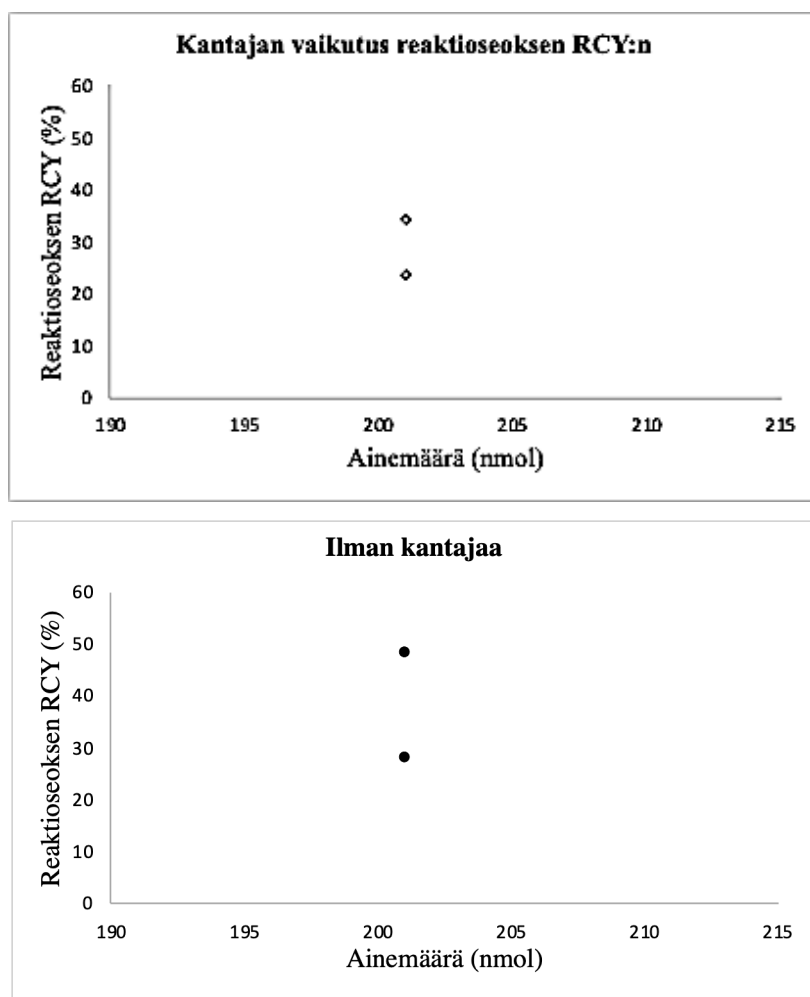 Kantajan vaikutus reaktioseoksen RCY:n
Reaktioseoksen RCY (%)
60
50
40
30
20
10
0
190 195 200 205 210 215
Ainemäärä (nmol)
Ilman kantajaa
Reaktioseoksen RCY (%)
60
50
40
30
20
10
0
190 195 200 205 210 215
Ainemäärä (nmol)